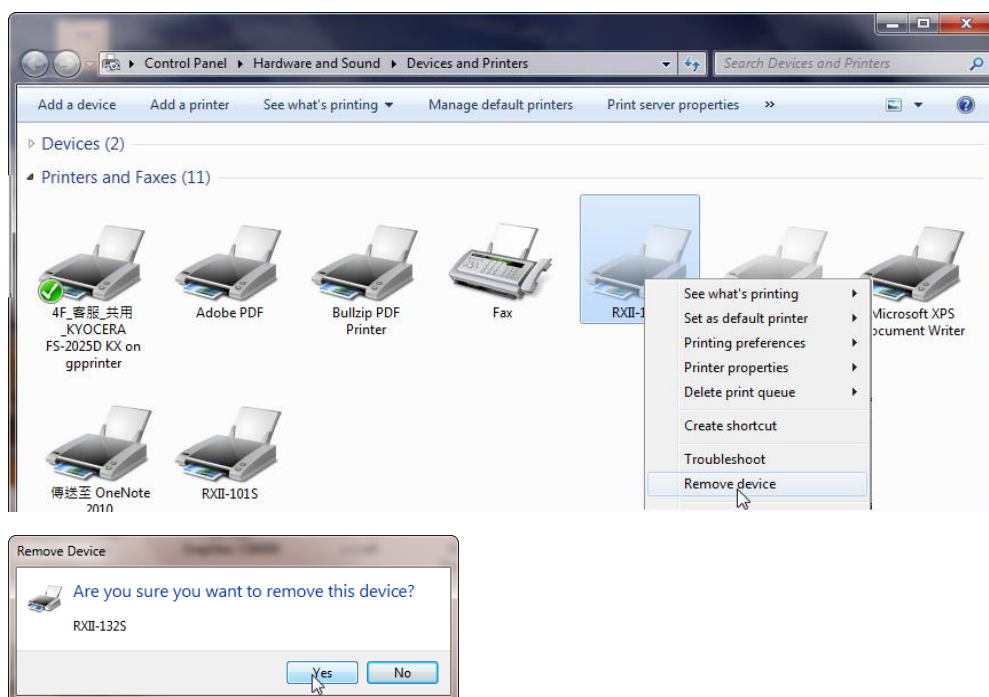 Control Panel ▸ Hardware and Sound ▸ Devices and Printers
Search Devices and Printers
Add a device Add a printer See what's printing Manage default printers Print server properties »
Devices (2)
Printers and Faxes (11)
4F_客服_共用
_KYOCERA
FS-2025D KX on
gpprinter
Adobe PDF
Bullzip PDF
Printer
Fax
RXII-1
Microsoft XPS
ocument Writer
See what's printing
Set as default printer
Printing preferences
Printer properties
Delete print queue
Create shortcut
Troubleshoot
Remove device
傳送至 OneNote
2010
RXII-101S
Remove Device
Are you sure you want to remove this device?
RXII-132S
Yes No